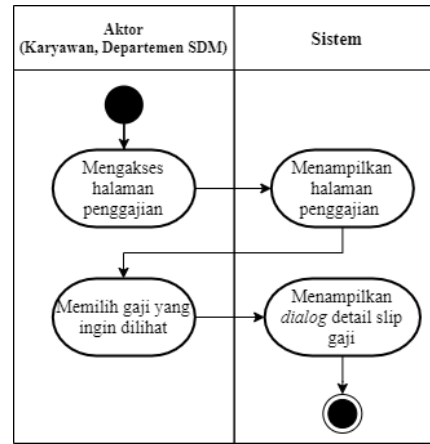 Aktor
(Karyawan, Departemen SDM)
Sistem
Mengakses
halaman
penggajian
Menampilkan
halaman
penggajian
Memilih gaji yang
ingin dilihat
Menampilkan
dialog detail slip
gaji